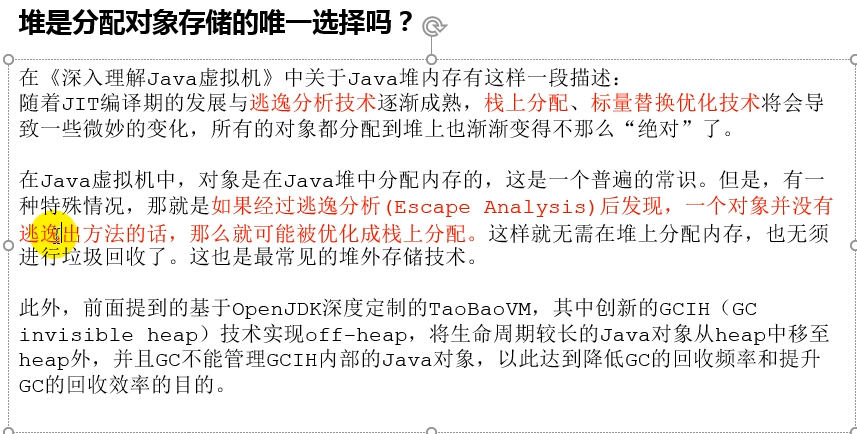 堆是分配对象存储的唯一选择吗？
在《深入理解Java虚拟机》中关于Java堆内存有这样一段描述：
随着JIT编译期的发展与逃逸分析技术逐渐成熟，栈上分配、标量替换优化技术将会导
致一些微妙的变化，所有的对象都分配到堆上也渐渐变得不那么“绝对”了。
在Java虚拟机中，对象是在Java堆中分配内存的，这是一个普遍的常识。但是，有一
种特殊情况，那就是如果经过逃逸分析(Escape Analysis)后发现，一个对象并没有
逃逸出方法的话，那么就可能被优化成栈上分配。这样就无需在堆上分配内存，也无须
进行垃圾回收了。这也是最常见的堆外存储技术。
此外，前面提到的基于OpenJDK深度定制的TaoBaoVM，其中创新的GCIH（GC
invisible heap）技术实现off-heap，将生命周期较长的Java对象从heap中移至
heap外，并且GC不能管理GCIH内部的Java对象，以此达到降低GC的回收频率和提升
GC的回收效率的目的。